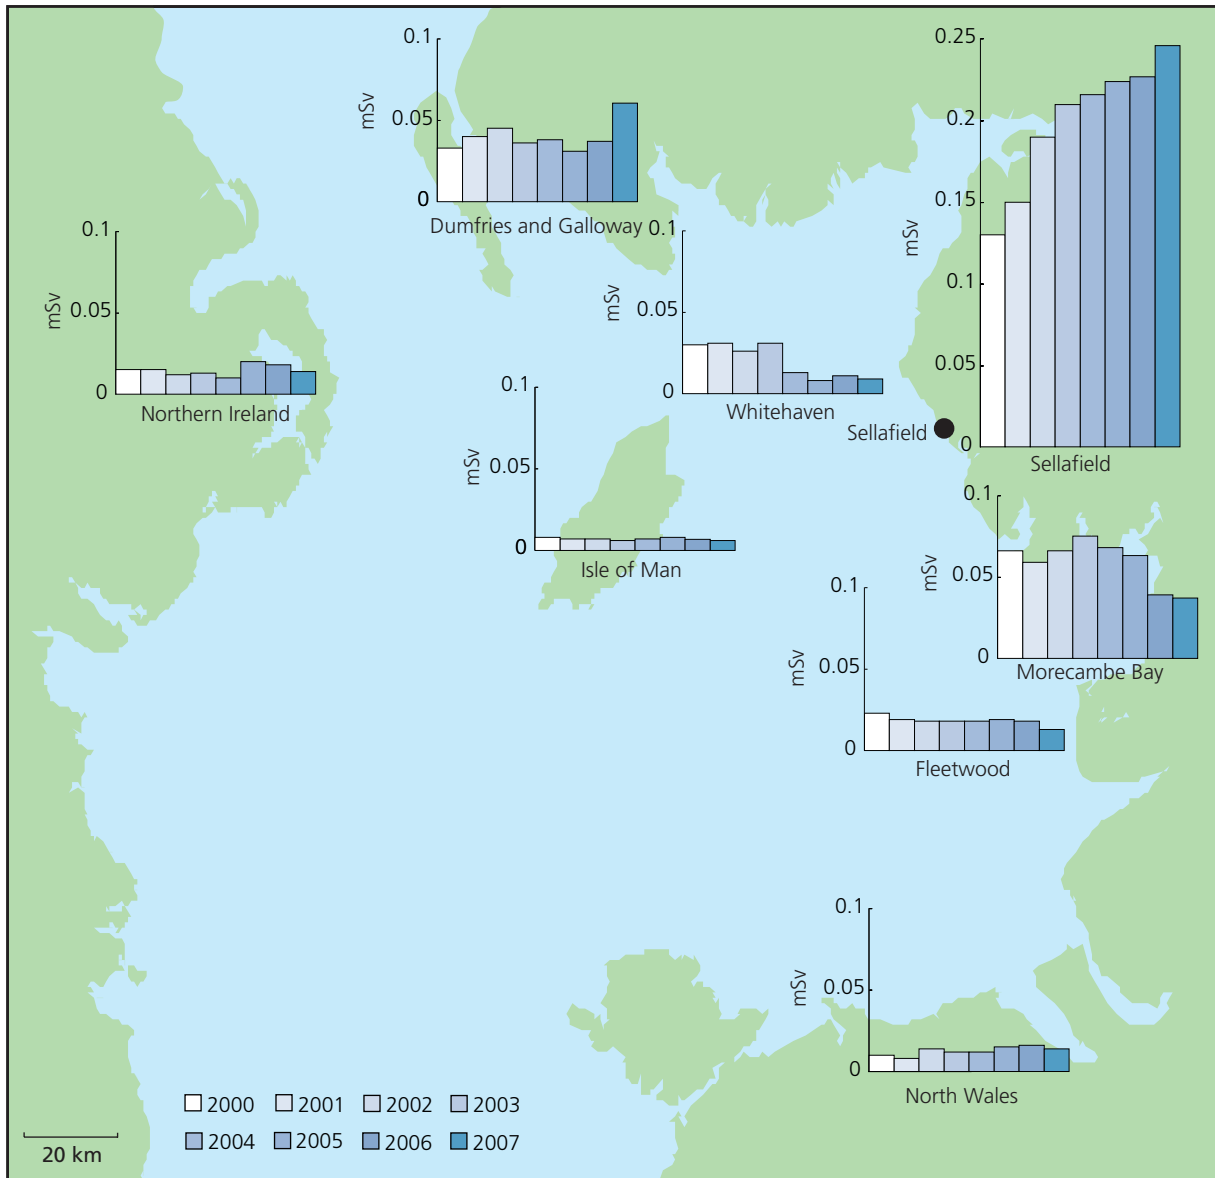 0.1
mSv
0.05
0
Dumfries and Galloway
0.25
0.2
mSv
0.15
0.1
0.05
0
Sellafield
0.1
mSv
0.05
0
Northern Ireland
0.1
mSv
0.05
0
Whitehaven
Sellafield
0.1
mSv
0.05
0
Isle of Man
0.1
mSv
0.05
0
Morecambe Bay
0.1
mSv
0.05
0
Fleetwood
0.1
mSv
0.05
0
North Wales
2000 2001 2002 2003
2004 2005 2006 2007
20 km